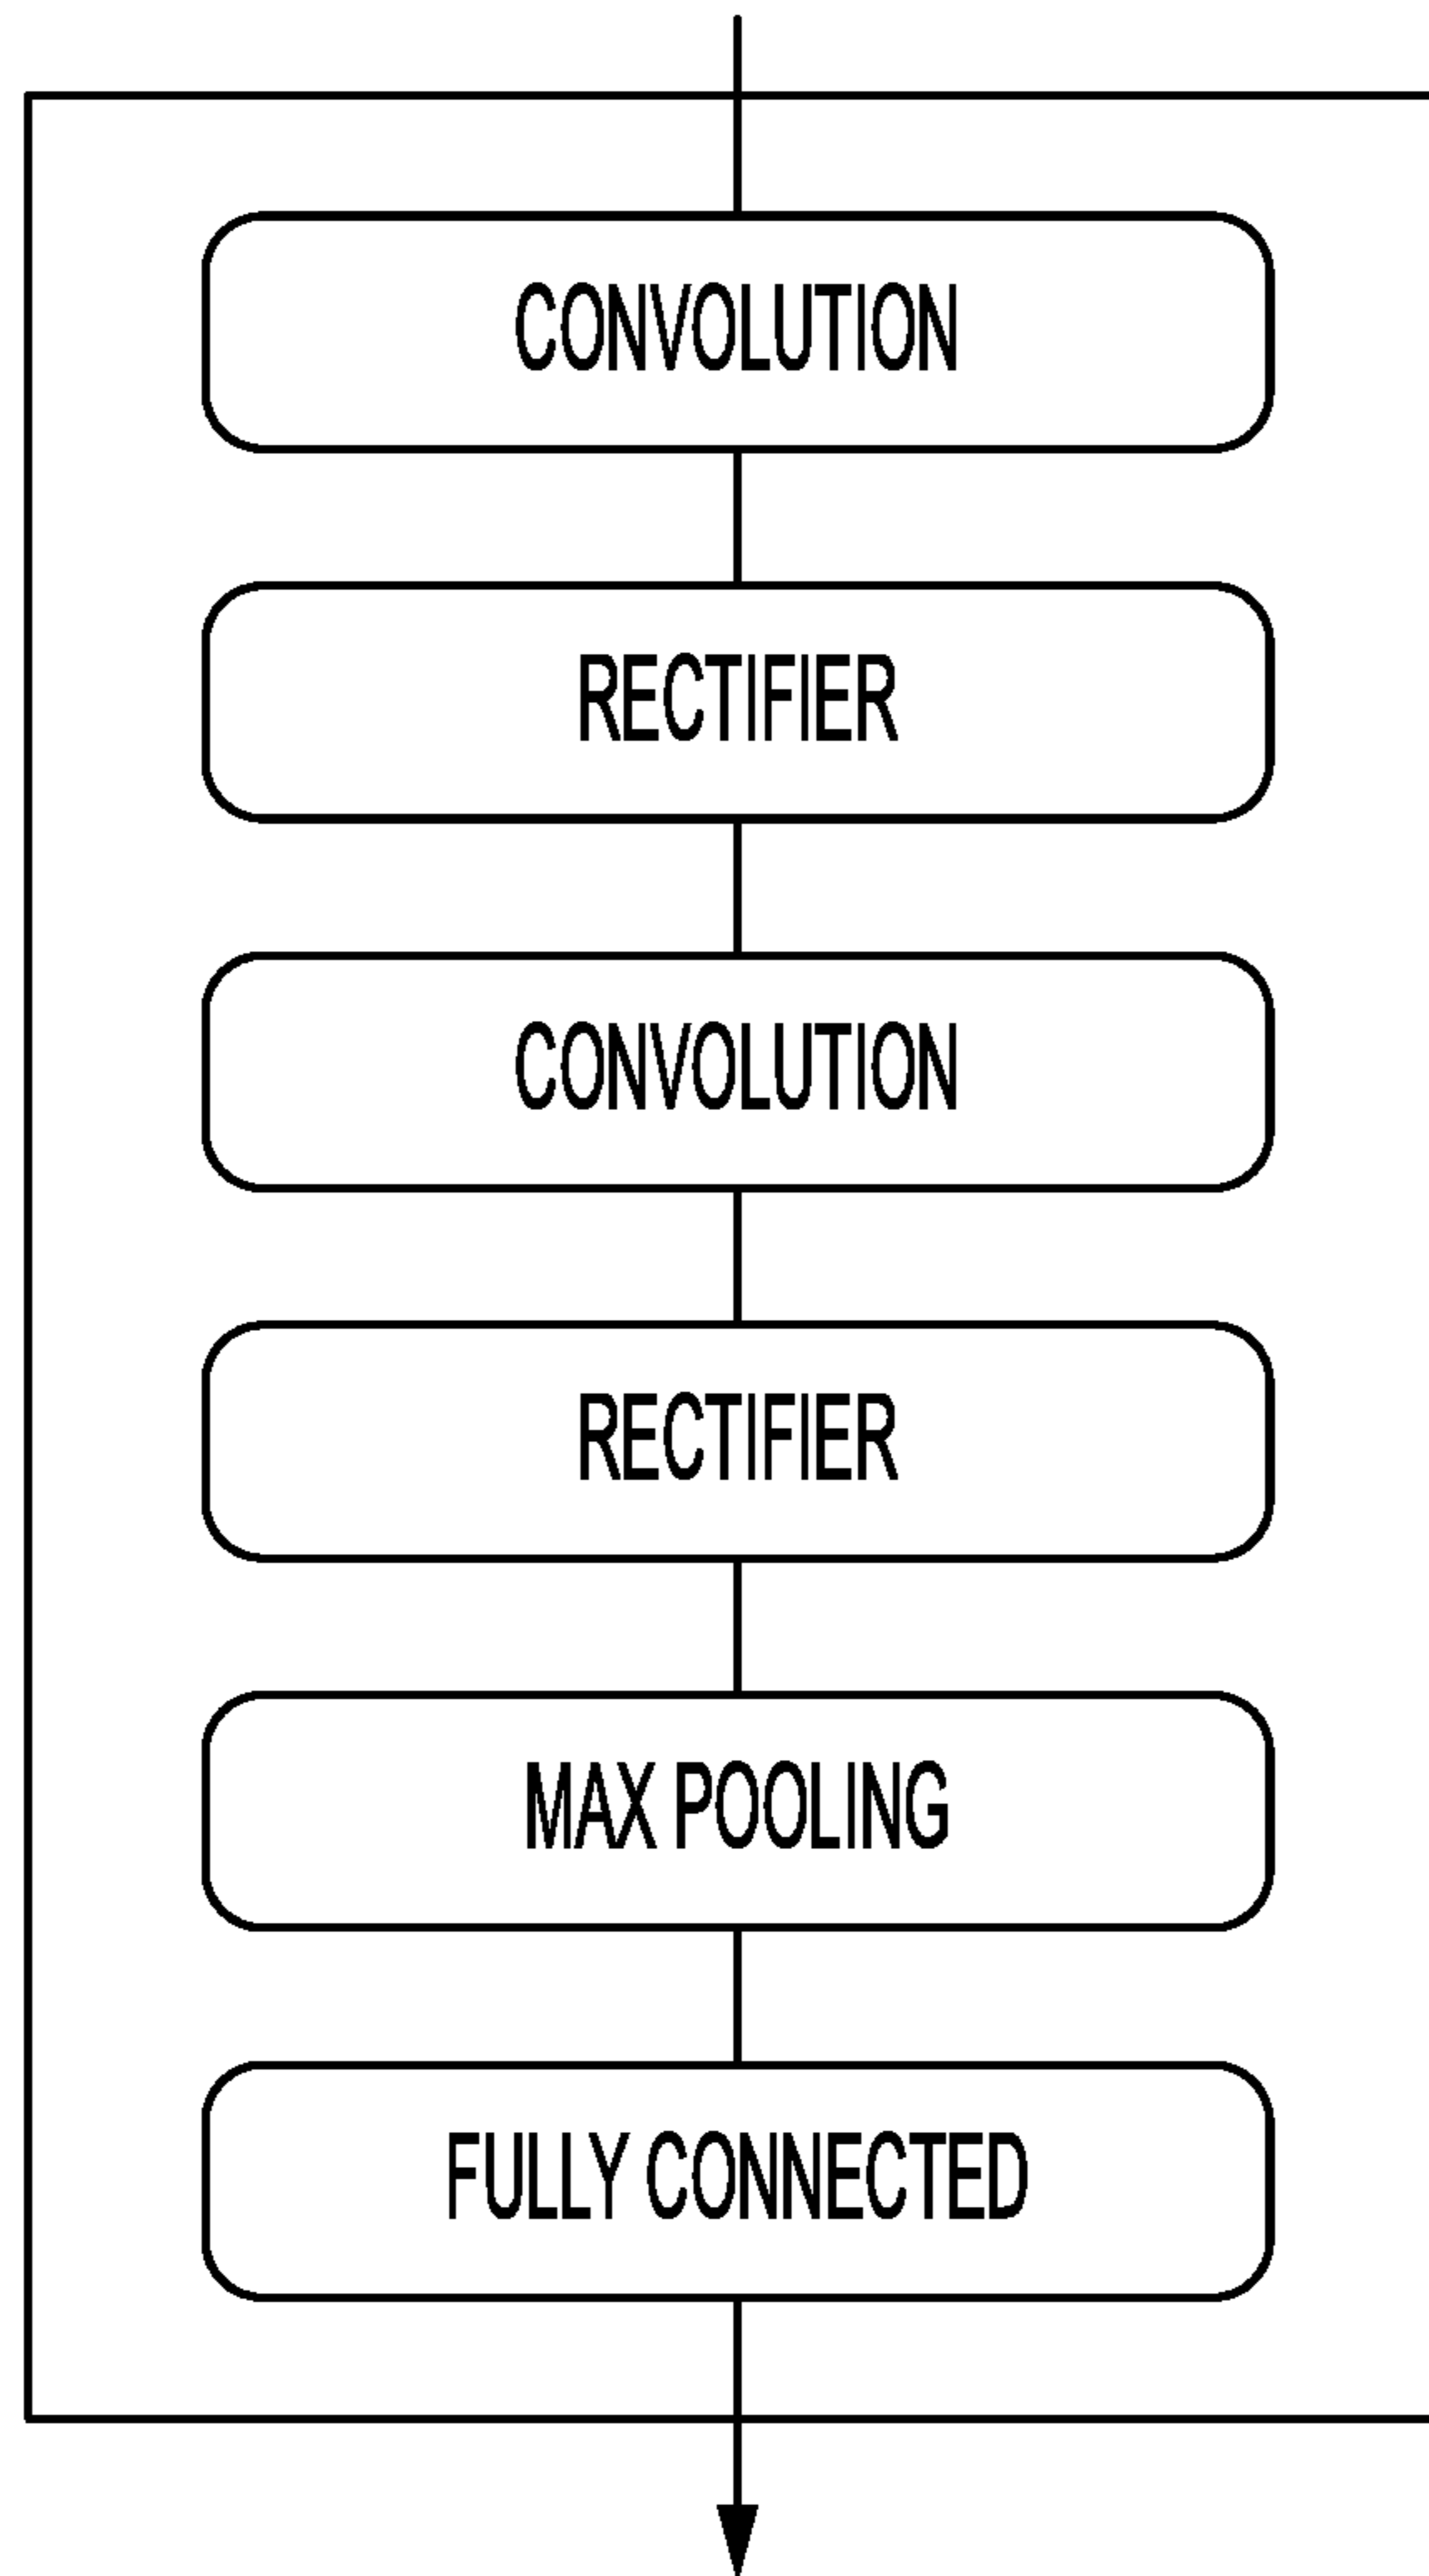 CONVOLUTION
RECTIFIER
CONVOLUTION
RECTIFIER
MAX POOLING
FULLY CONNECTED